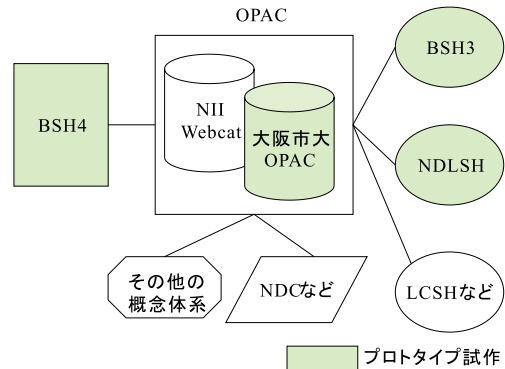 OPAC
BSH3
BSH4
NII
Webcat
大阪市大
OPAC
NDLSH
その他の
概念体系
NDCなど
LCSHなど
プロトタイプ試作